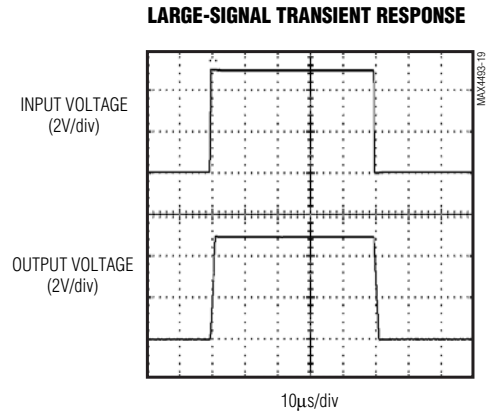 LARGE-SIGNAL TRANSIENT RESPONSE
MAX4493-19
INPUT VOLTAGE
(2V/div)
OUTPUT VOLTAGE
(2V/div)
10μs/div